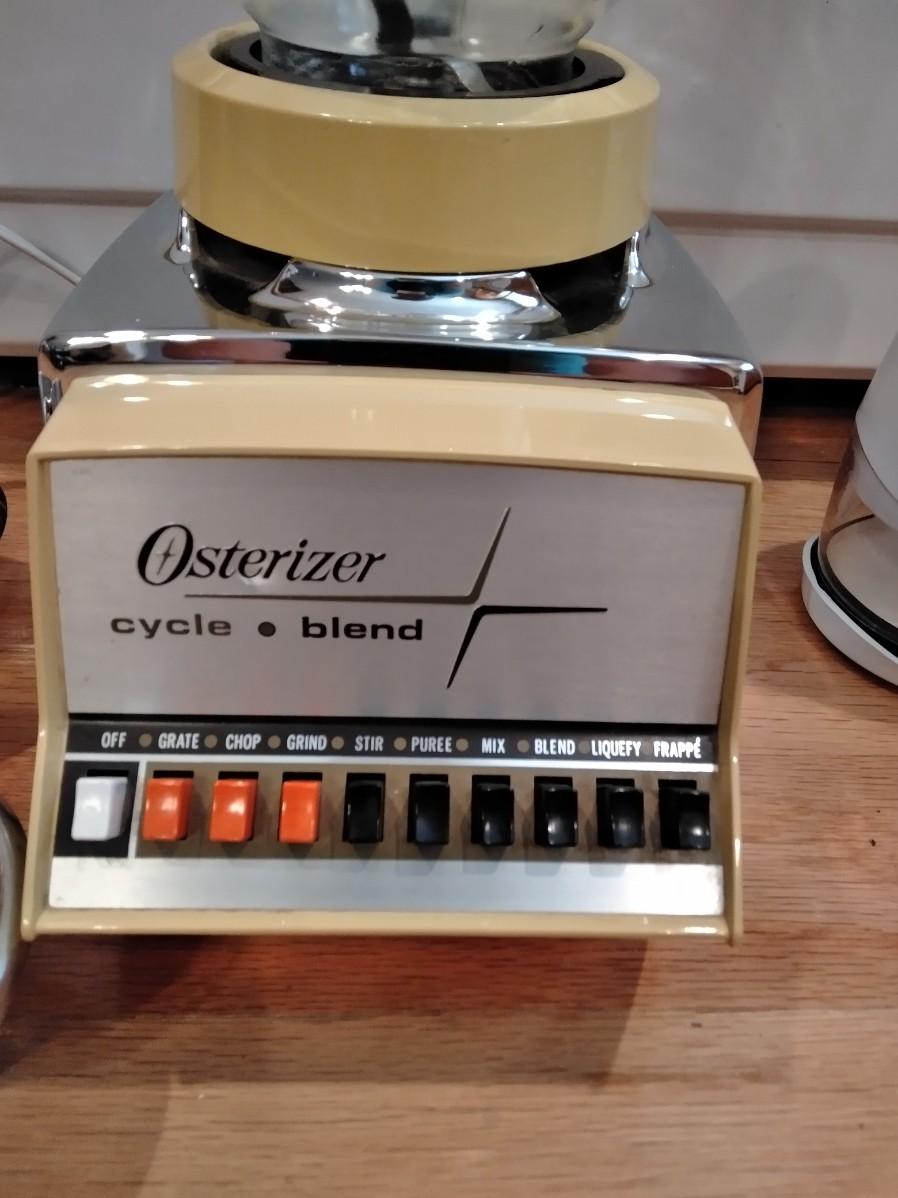 Osterizer
cycle • blend
OFF • GRATE • CHOP • GRIND • STIR • PUREE • MIX • BLEND • LIQUEFY FRAPPÉ